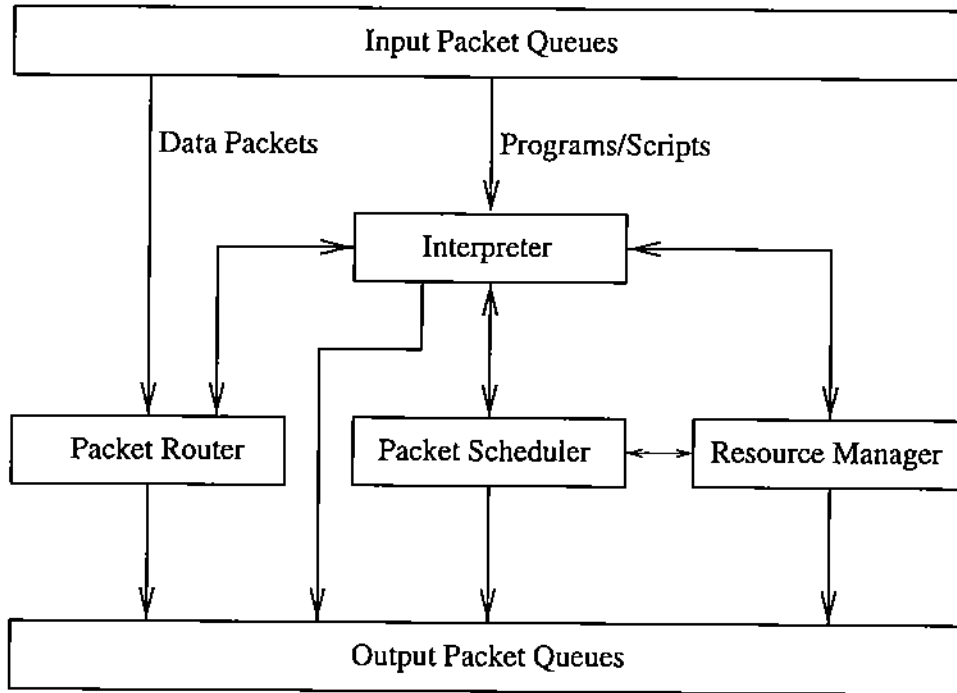 Input Packet Queues
Data Packets
Programs/Scripts
Interpreter
Packet Router
Packet Scheduler
Resource Manager
Output Packet Queues